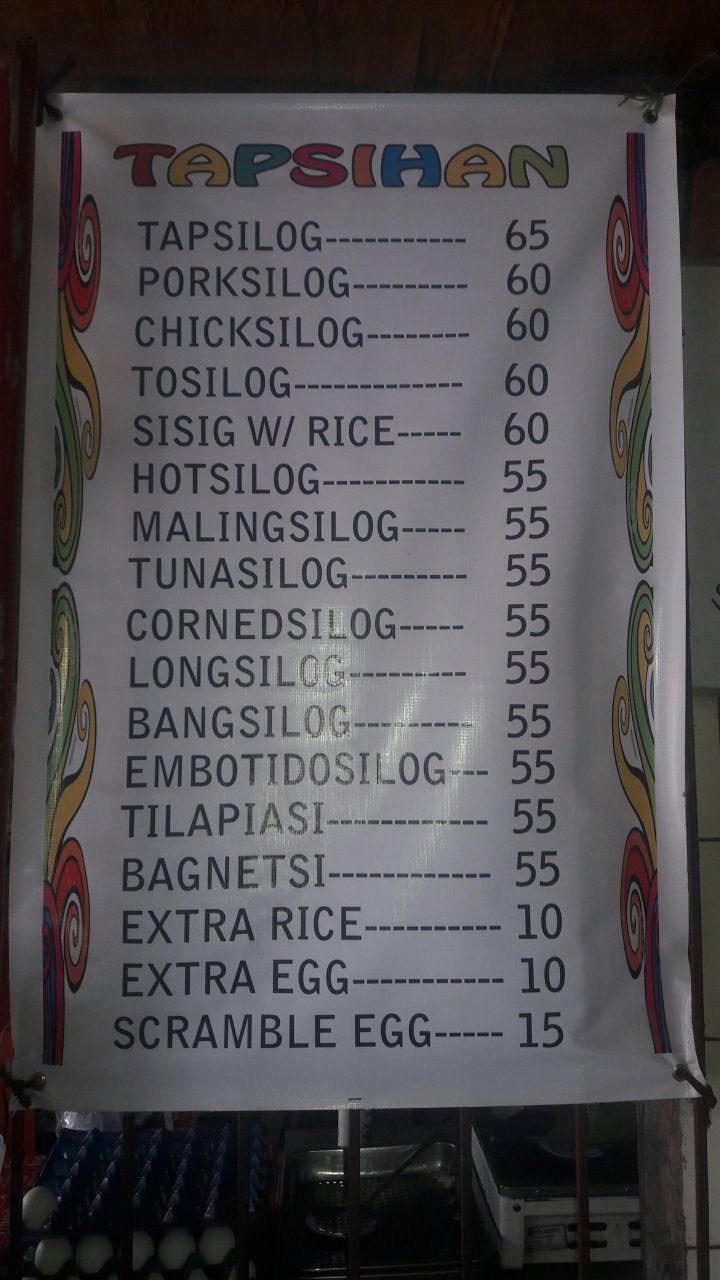 TAPSIHAN
TAPSILOG----------- 65
PORKSILOG--------- 60
CHICKSILOG-------- 60
TOSILOG------------- 60
SISIG W/ RICE----- 60
HOTSILOG----------- 55
MALINGSILOG----- 55
TUNASILOG--------- 55
CORNEDSILOG----- 55
LONGSILOG--------- 55
BANGSILOG--------- 55
EMBOTIDOSILOG--- 55
TILAPIASI------------ 55
BAGNETSI------------ 55
EXTRA RICE---------- 10
EXTRA EGG----------- 10
SCRAMBLE EGG----- 15